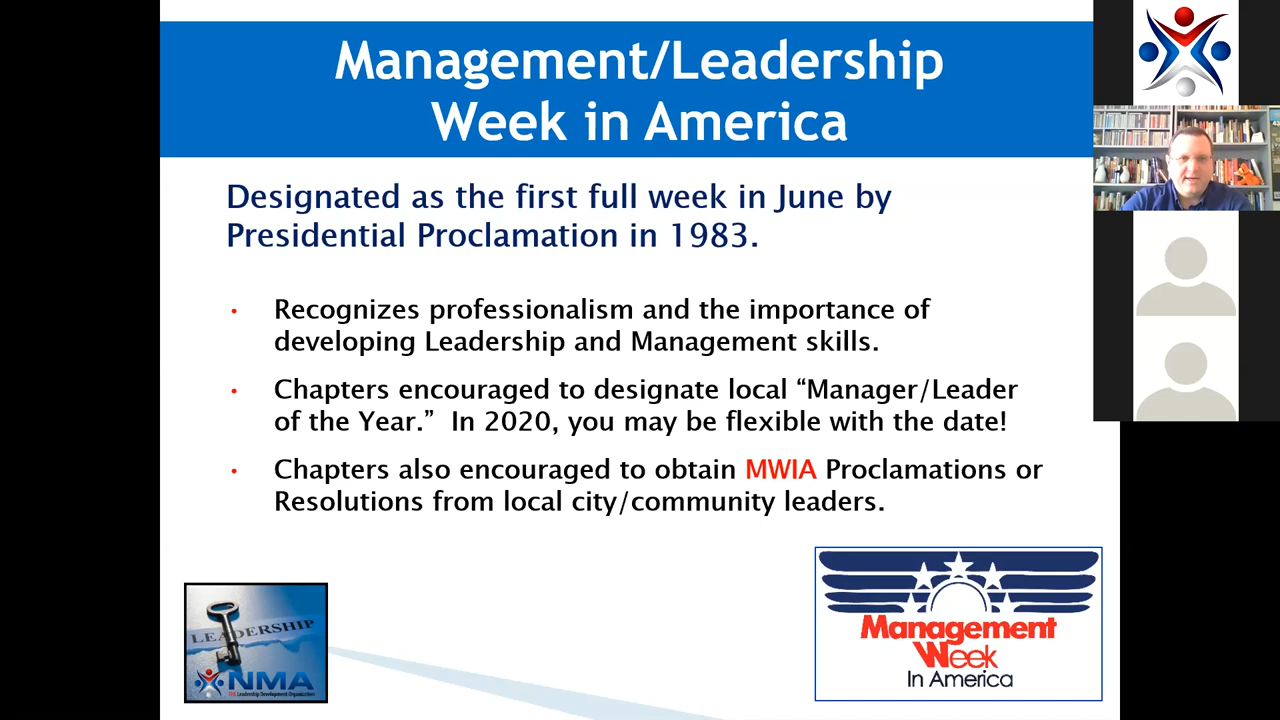 Management/Leadership
Week in America
Designated as the first full week in June by
Presidential Proclamation in 1983.
• Recognizes professionalism and the importance of
developing Leadership and Management skills.
• Chapters encouraged to designate local “Manager/Leader
of the Year.” In 2020, you may be flexible with the date!
• Chapters also encouraged to obtain MWIA Proclamations or
Resolutions from local city/community leaders.
LEADERSHIP
NMA
THE Leadership Development Organization
Management
Week
In America